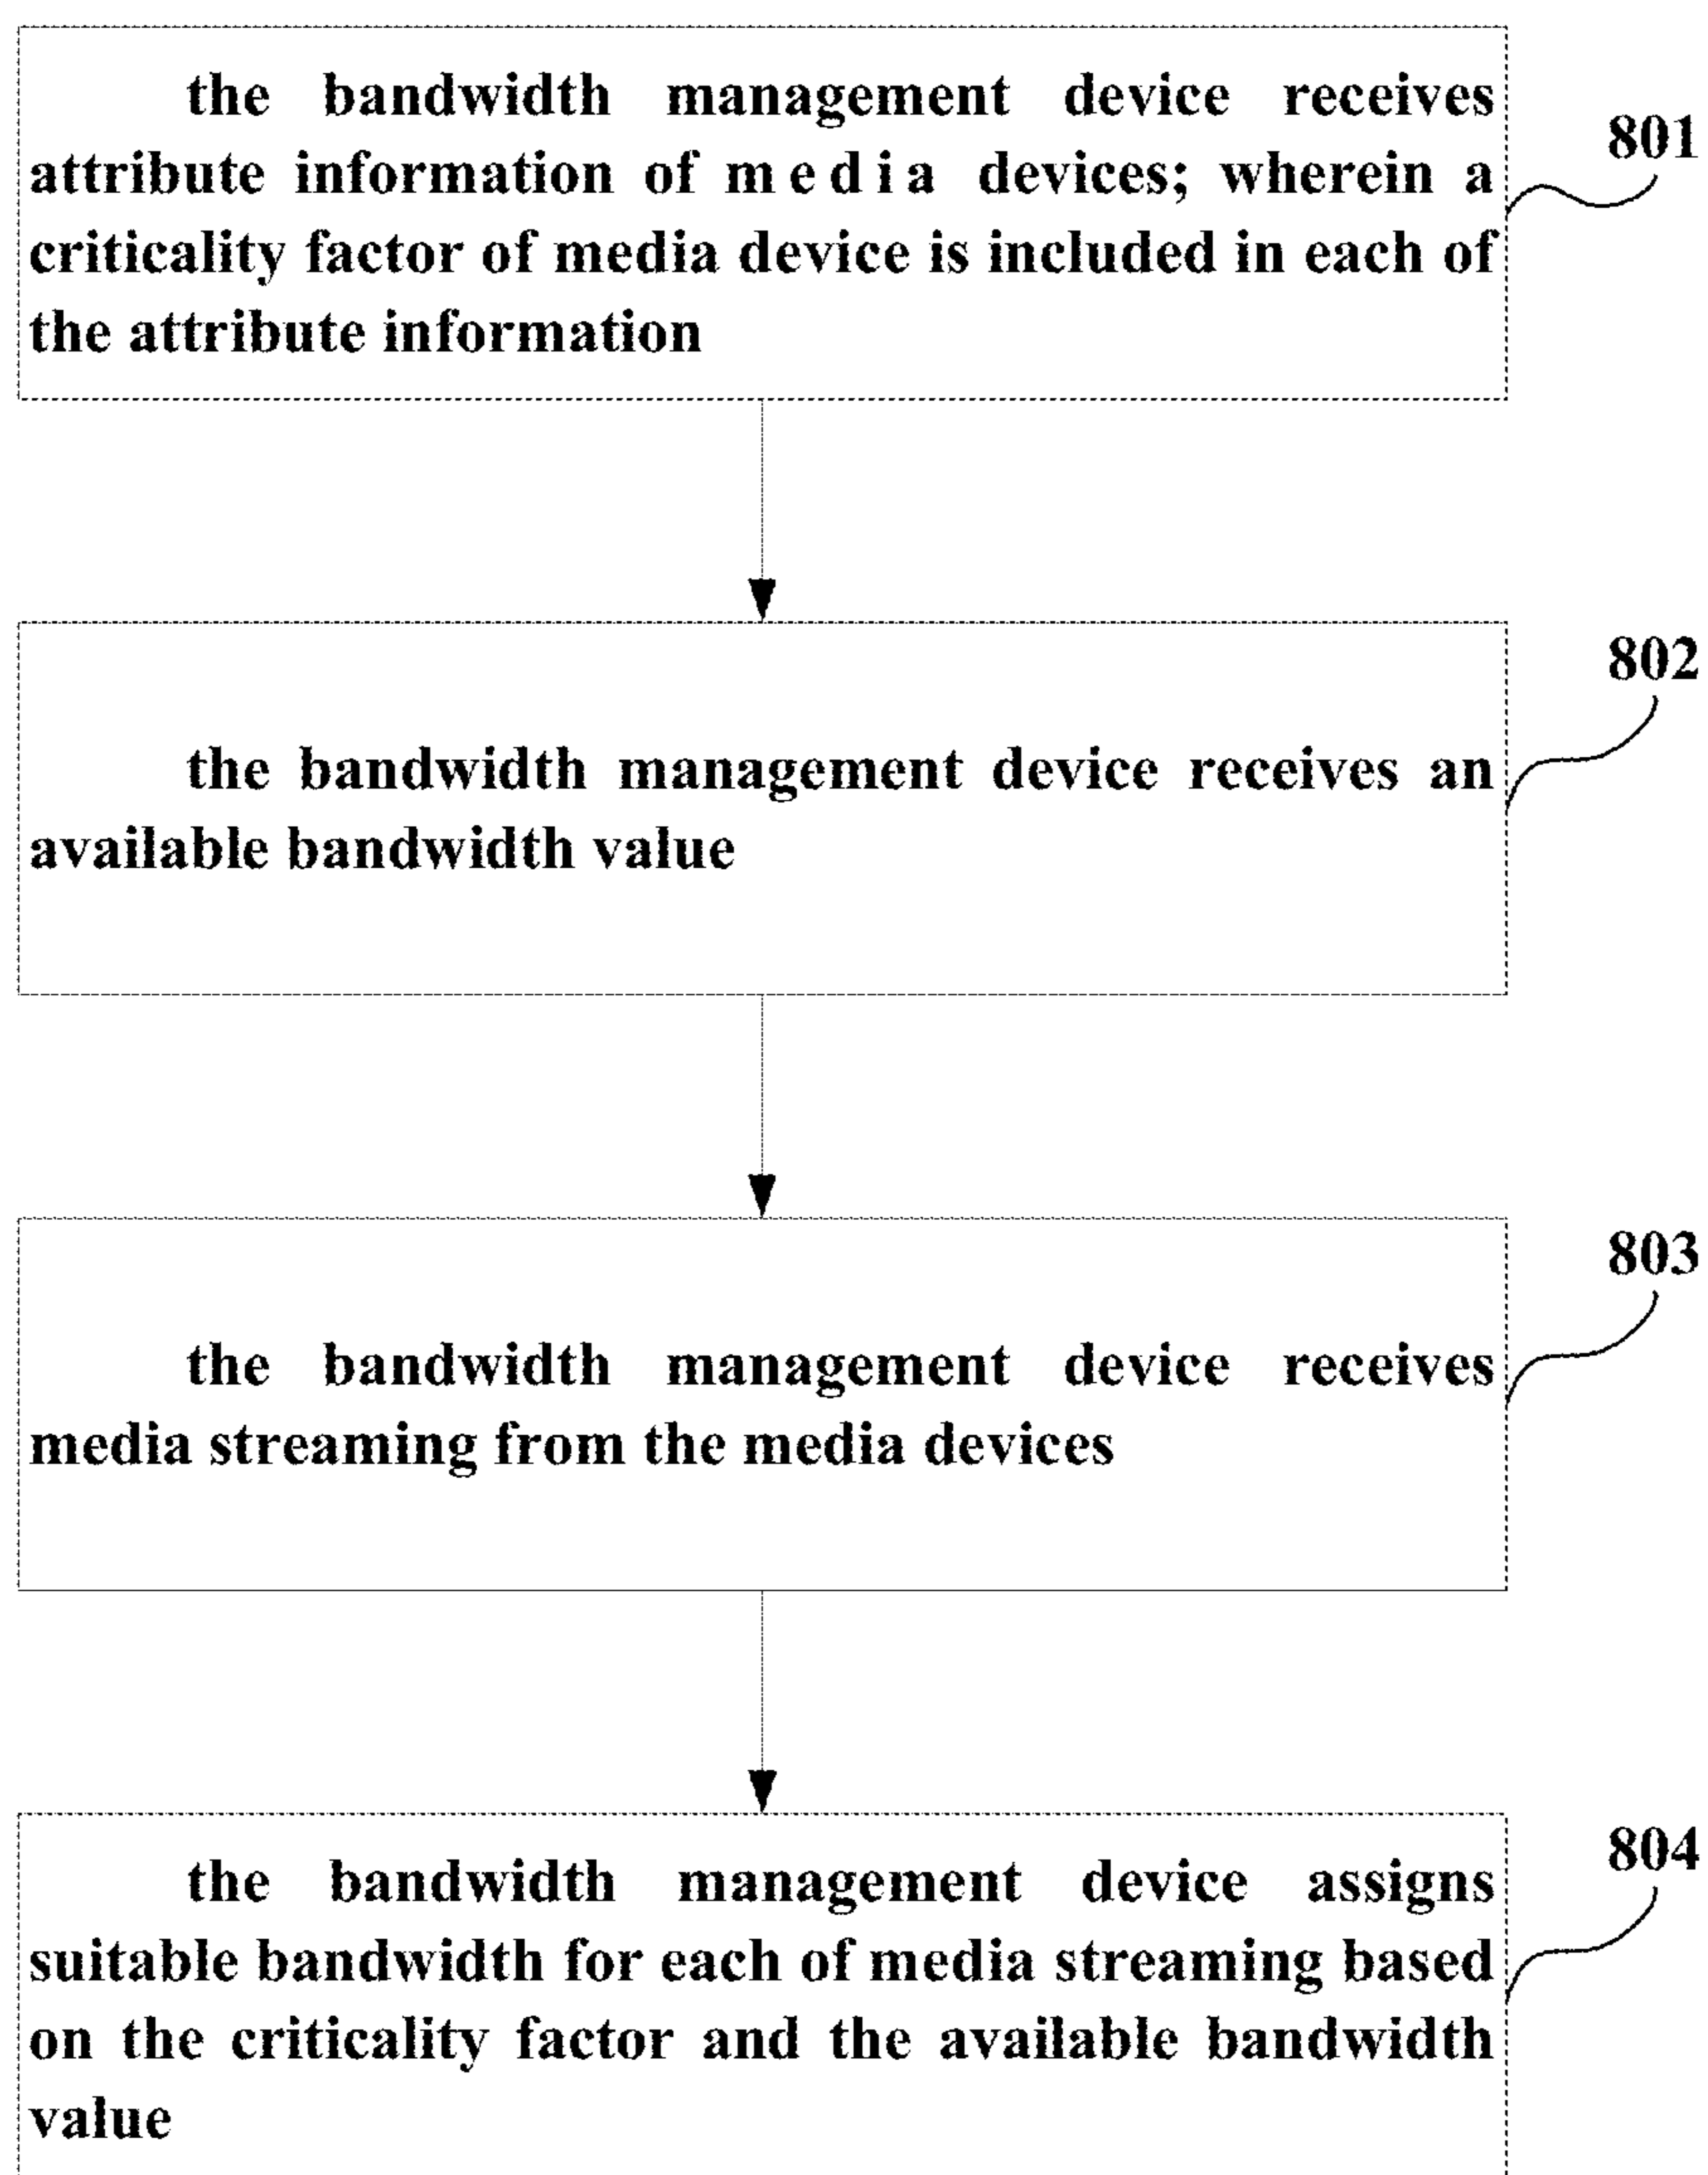 the bandwidth management device receives
801
attribute information of media devices; wherein a
criticality factor of media device is included in each of
the attribute information
802
the bandwidth management device receives an
available bandwidth value
803
the bandwidth management device receives
media streaming from the media devices
804
the bandwidth management device assigns
suitable bandwidth for each of media streaming based
on the criticality factor and the available bandwidth
value